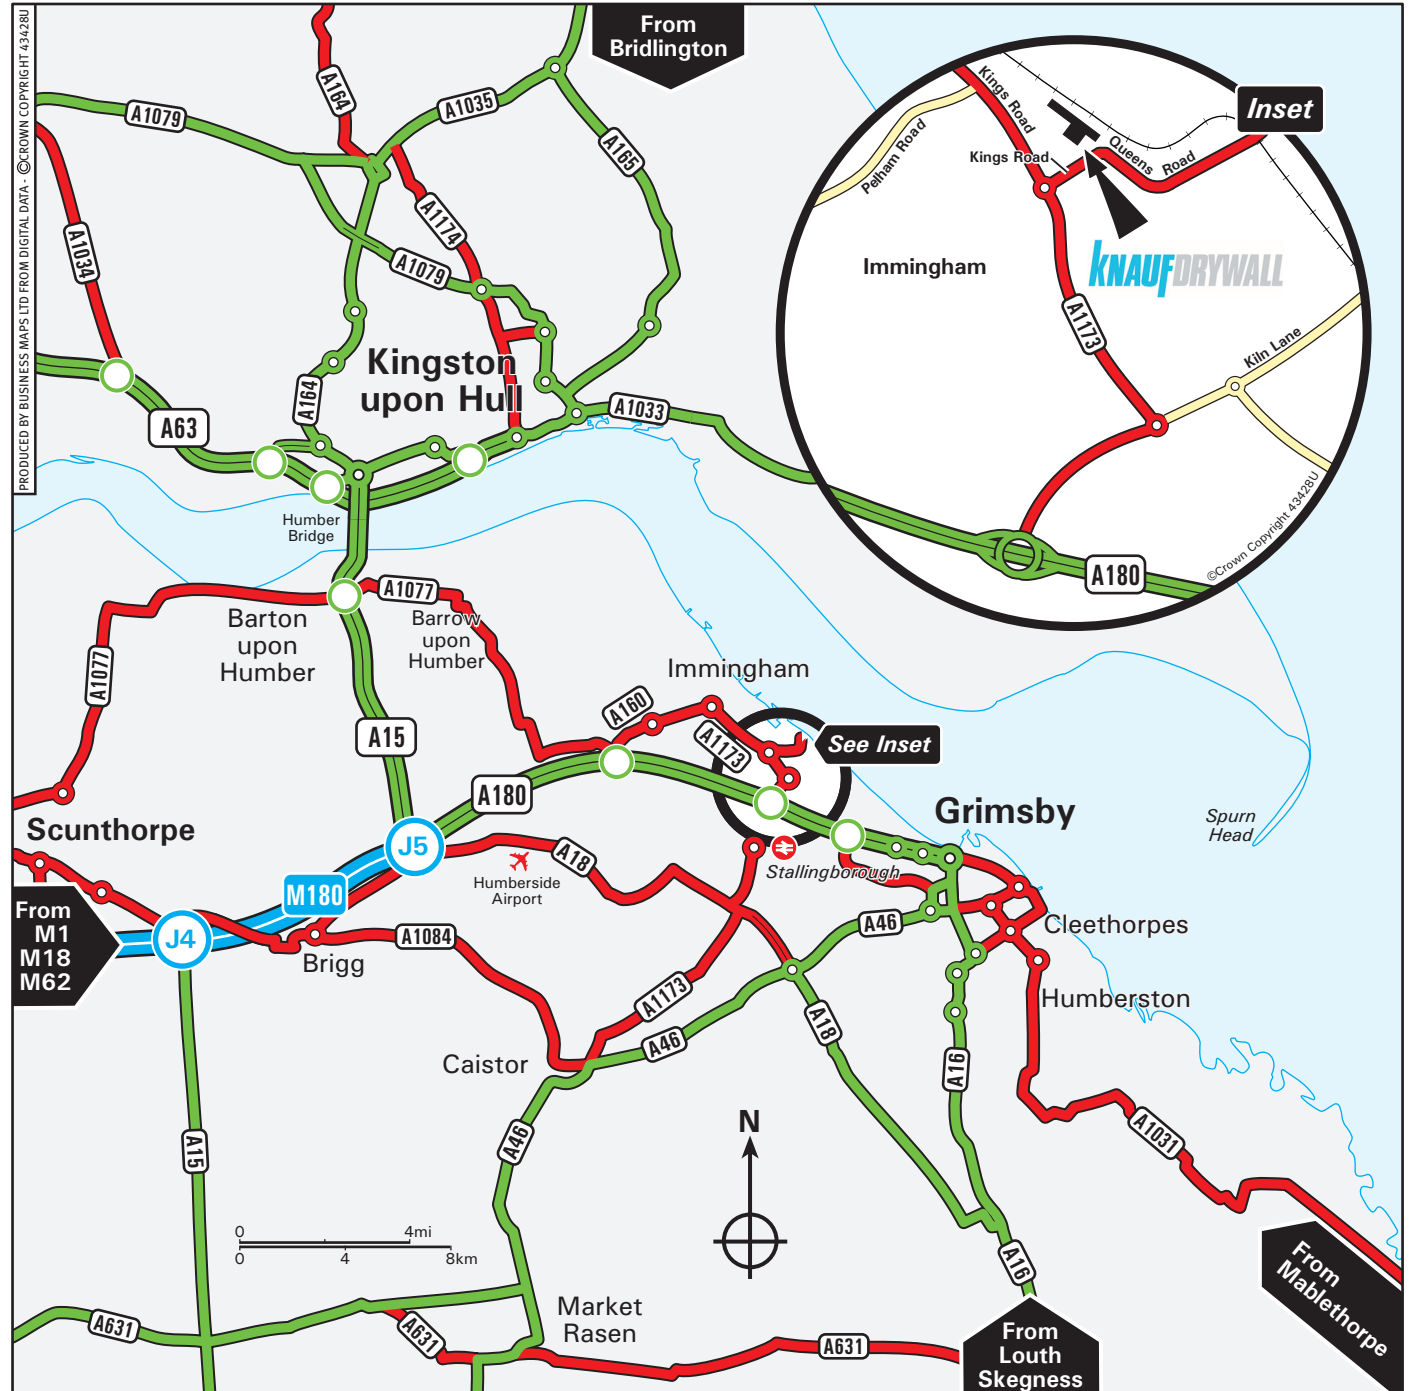 PRODUCED BY BUSINESS MAPS LTD FROM DIGITAL DATA - ©CROWN COPYRIGHT 43428U
From
Bridlington
A1079
A164
A1035
A165
A1034
A1174
A1079
A164
A63
Kingston
upon Hull
A1033
Humber
Bridge
Inset
Kings Road
Pelham Road
Kings Road
Queens
Road
Immingham
KNAUFDRYWALL
A1173
Kiln Lane
©Crown Copyright 43428U
A180
A1077
Barton
upon
Humber
Barrow
upon
Humber
A1077
A15
Immingham
A160
A1173
See Inset
A180
Scunthorpe
J5
M180
J4
From
M1
M18
M62
Humberside
Airport
A18
Stallingborough
Grimsby
Spurn
Head
A46
Cleethorpes
A1084
Brigg
Humberston
A1173
A18
A46
Caistor
A16
A46
A15
N
A1031
0
4mi
0
4
8km
A16
From
Mablethorpe
A631
A631
Market
Rasen
A631
From
Louth
Skegness